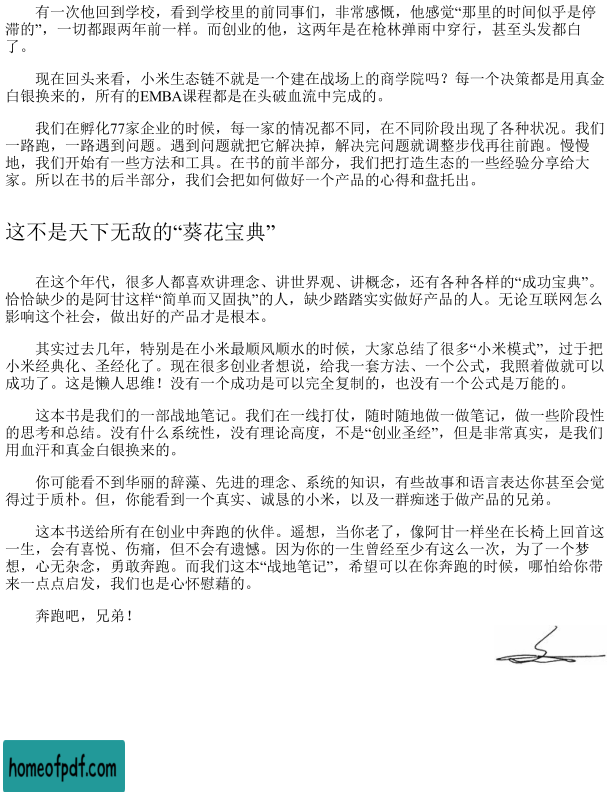 有一次他回到学校，看到学校里的前同事们，非常感慨，他感觉“那里的时间似乎是停
滞的”，一切都跟两年前一样。而创业的他，这两年是在枪林弹雨中穿行，甚至头发都白
了。
现在回头来看，小米生态链不就是一个建在战场上的商学院吗？每一个决策都是用真金
白银换来的，所有的EMBA课程都是在头破血流中完成的。
我们在孵化77家企业的时候，每一家的情况都不同，在不同阶段出现了各种状况。我们
一路跑，一路遇到问题。遇到问题就把它解决掉，解决完问题就调整步伐再往前跑。慢慢
地，我们开始有一些方法和工具。在书的前半部分，我们把打造生态的一些经验分享给大
家。所以在书的后半部分，我们会把如何做好一个产品的心得和盘托出。
这不是天下无敌的“葵花宝典”
在这个年代，很多人都喜欢讲理念、讲世界观、讲概念，还有各种各样的“成功宝典”。
恰恰缺少的是阿甘这样“简单而又固执”的人，缺少踏踏实实做好产品的人。无论互联网怎么
影响这个社会，做出好的产品才是根本。
其实过去几年，特别是在小米最顺风顺水的时候，大家总结了很多“小米模式”，过于把
小米经典化、圣经化了。现在很多创业者想说，给我一套方法、一个公式，我照着做就可以
成功了。这是懒人思维！没有一个成功是可以完全复制的，也没有一个公式是万能的。
这本书是我们的一部战地笔记。我们在一线打仗，随时随地做一做笔记，做一些阶段性
的思考和总结。没有什么系统性，没有理论高度，不是“创业圣经”，但是非常真实，是我们
用血汗和真金白银换来的。
你可能看不到华丽的辞藻、先进的理念、系统的知识，有些故事和语言表达你甚至会觉
得过于质朴。但，你能看到一个真实、诚恳的小米，以及一群痴迷于做产品的兄弟。
这本书送给所有在创业中奔跑的伙伴。遥想，当你老了，像阿甘一样坐在长椅上回首这
一生，会有喜悦、伤痛，但不会有遗憾。因为你的一生曾经至少有这么一次，为了一个梦
想，心无杂念，勇敢奔跑。而我们这本“战地笔记”，希望可以在你奔跑的时候，哪怕给你带
来一点点启发，我们也是心怀慰藉的。
奔跑吧，兄弟！
homeofpdf.com